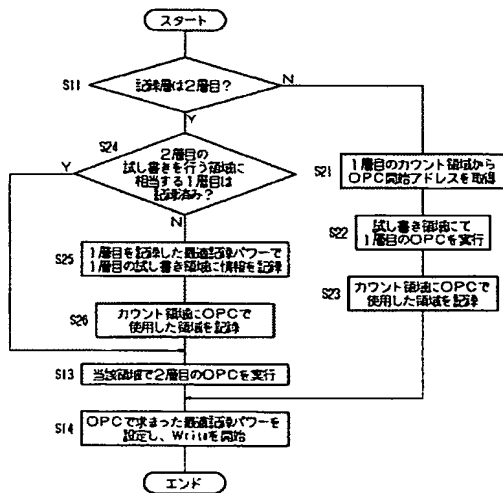 スタート
S11
記録層は2層目?
N
Y
S24
2層目の
試し書きを行う領域に
相当する1層目は
記録済み?
Y
N
S21
1層目のカウント領域から
OPC開始アドレスを取得
S22
試し書き領域にて
1層目のOPCを実行
S23
カウント領域にOPCで
使用した領域を記録
S25
1層目を記録した最適記録パワーで
1層目の試し書き領域に情報を記録
S26
カウント領域にOPCで
使用した領域を記録
S13
当該領域で2層目のOPCを実行
S14
OPCで求まった最適記録パワーを
設定し、Writeを開始
エンド